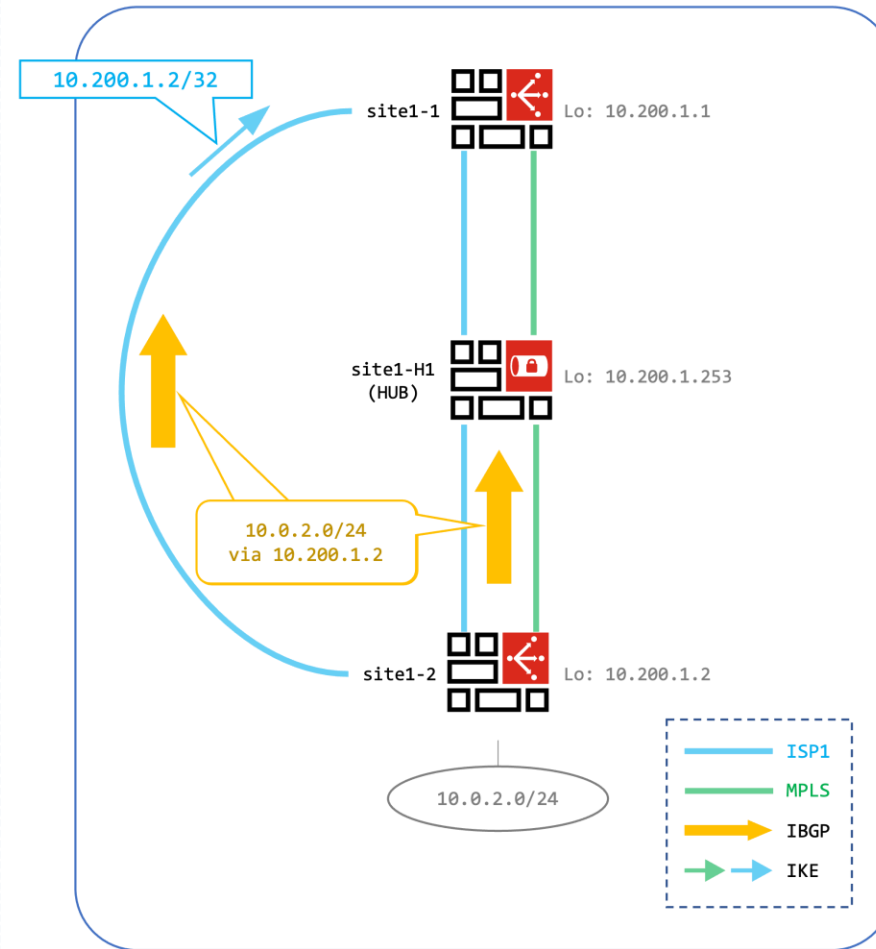 10.200.1.2/32
site1-1
Lo: 10.200.1.1
site1-H1
(HUB)
Lo: 10.200.1.253
10.0.2.0/24
via 10.200.1.2
site1-2
Lo: 10.200.1.2
10.0.2.0/24
ISP1
MPLS
IBGP
IKE